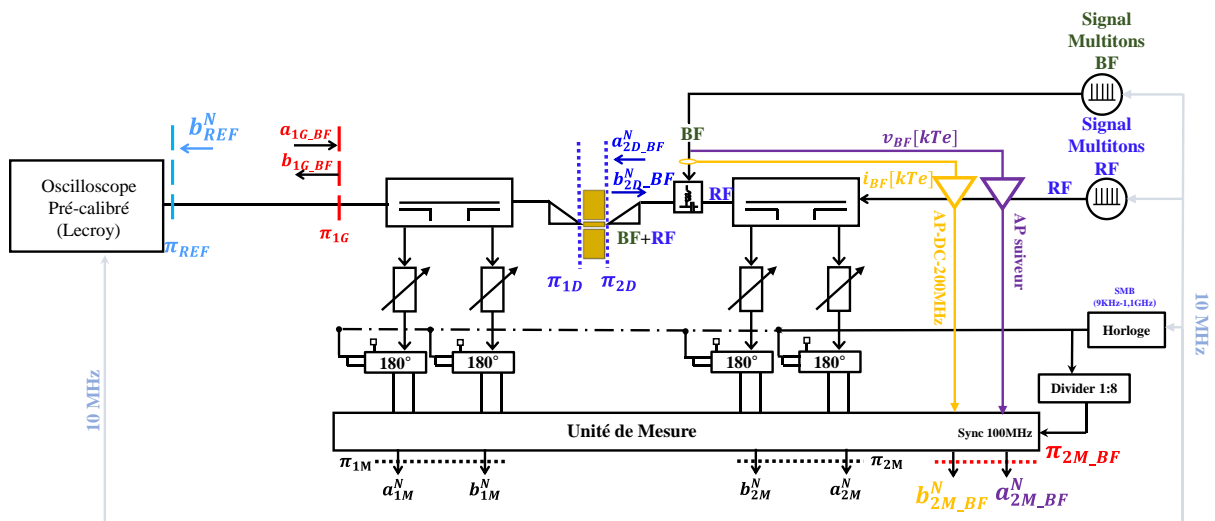 Signal
Multitons
BF
b^N_REF
a_1G_BF
b_1G_BF
a^N_2D_BF
b^N_2D_BF
BF
v_BF[kTe]
Signal
Multitons
RF
Oscilloscope
Pré-calibré
(Lecroy)
RF
i_BF[kTe]
RF
π_REF
π_1G
BF+RF
π_1D
π_2D
AP-DC-200MHz
AP suiveur
SMB
(9KHz-1,1GHz)
Horloge
10 MHz
180°
180°
180°
180°
Divider 1:8
10 MHz
Unité de Mesure
Sync 100MHz
π_1M
π_2M
π_2M_BF
a^N_1M
b^N_1M
b^N_2M
a^N_2M
b^N_2M_BF
a^N_2M_BF